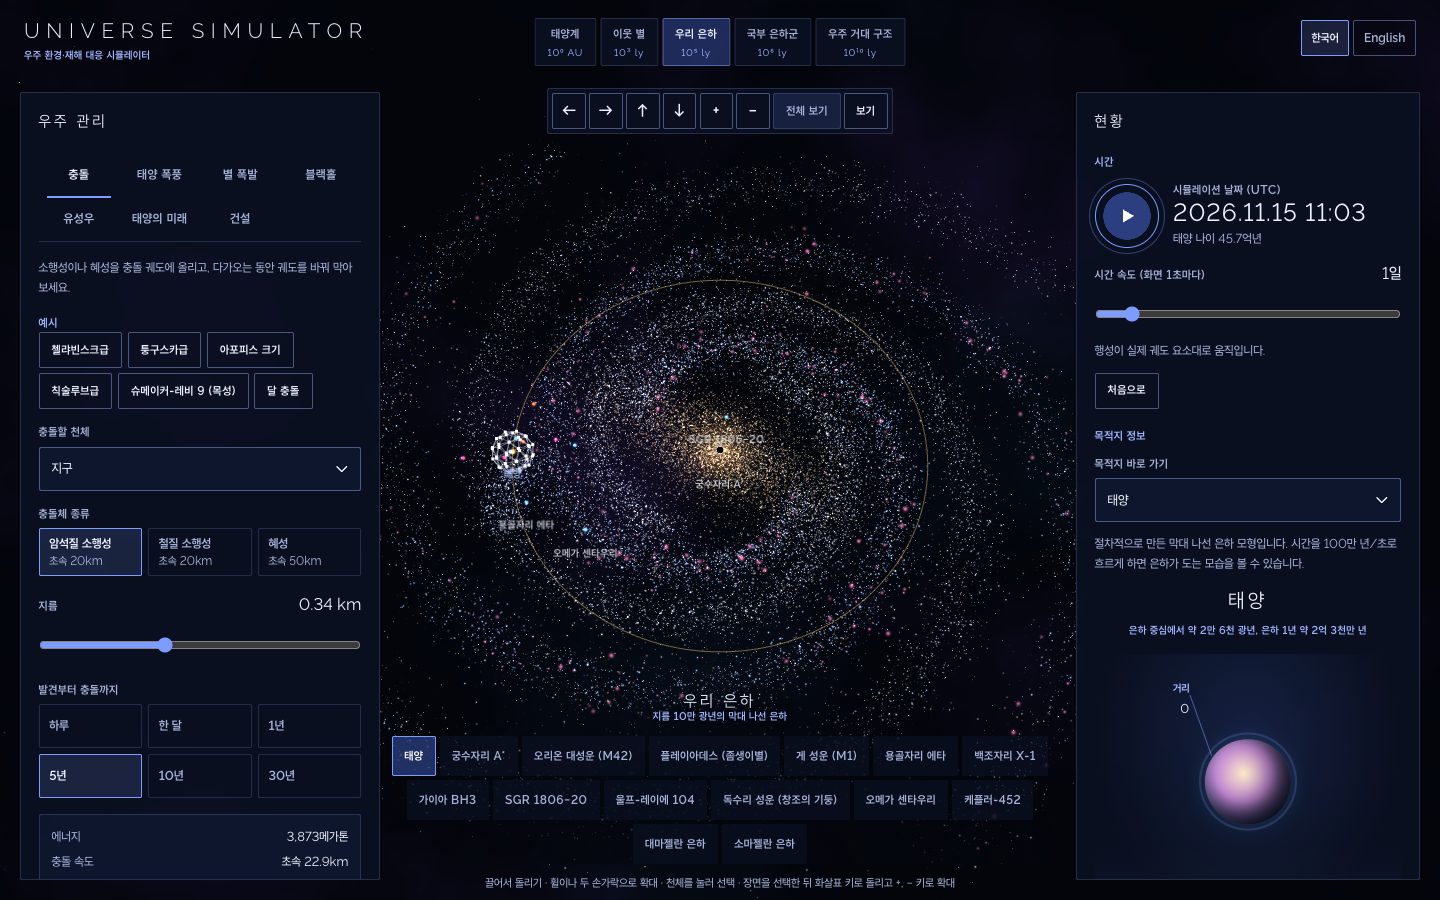 UNIVERSE SIMULATOR
우주 환경·재해 대응 시뮬레이터
태양계
10⁰ AU
이웃 별
10³ ly
우리 은하
10⁵ ly
국부 은하군
10⁶ ly
우주 거대 구조
10¹⁰ ly
한국어
English
← → ↑ ↓ + − 전체 보기 보기
우주 관리
충돌 태양 폭풍 별 폭발 블랙홀
유성우 태양의 미래 건설
소행성이나 혜성을 충돌 궤도에 올리고, 다가오는 동안 궤도를 바꿔 막아
보세요.
예시
첼랴빈스크급 퉁구스카급 아포피스 크기
칙술루브급 슈메이커-레비 9 (목성) 달 충돌
충돌할 천체
지구
충돌체 종류
암석질 소행성
초속 20km
철질 소행성
초속 20km
혜성
초속 50km
지름 0.34 km
발견부터 충돌까지
하루 한 달 1년
5년 10년 30년
에너지 3,873메가톤
충돌 속도 초속 22.9km
SGR 1806-20
궁수자리 A*
용골자리 에타
오메가 센타우리
우리 은하
지름 10만 광년의 막대 나선 은하
태양 궁수자리 A* 오리온 대성운 (M42) 플레이아데스 (좀생이별) 게 성운 (M1) 용골자리 에타 백조자리 X-1
가이아 BH3 SGR 1806-20 울프-레이에 104 독수리 성운 (창조의 기둥) 오메가 센타우리 케플러-452
대마젤란 은하 소마젤란 은하
끌어서 돌리기 · 휠이나 두 손가락으로 확대 · 천체를 눌러 선택 · 장면을 선택한 뒤 화살표 키로 돌리고 +, − 키로 확대
현황
시간
시뮬레이션 날짜 (UTC)
2026.11.15 11:03
태양 나이 45.7억년
시간 속도 (화면 1초마다) 1일
행성이 실제 궤도 요소대로 움직입니다.
처음으로
목적지 정보
목적지 바로 가기
태양
절차적으로 만든 막대 나선 은하 모형입니다. 시간을 100만 년/초로
흐르게 하면 은하가 도는 모습을 볼 수 있습니다.
태양
은하 중심에서 약 2만 6천 광년, 은하 1년 약 2억 3천만 년
거리
0